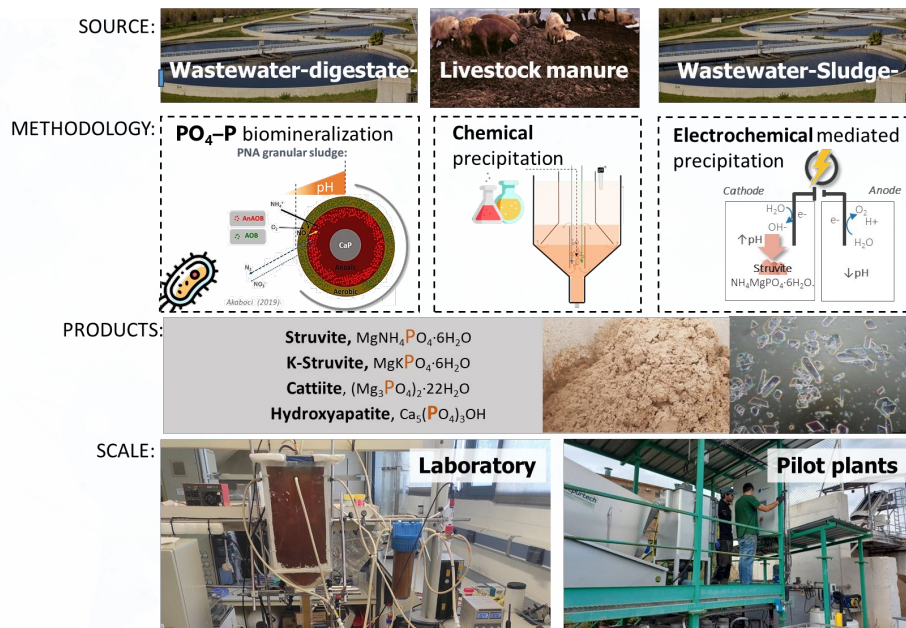 SOURCE:
Wastewater-digestate-
Livestock manure
Wastewater-Sludge-
METHODOLOGY:
PO₄–P biomineralization
PNA granular sludge:
pH
NH₄⁺
AnAOB
O₂
NO₂
AOB
CaP
N₂
Anoxic
NO₃⁻
Aerobic
Akaboci (2019)
Chemical
precipitation
Electrochemical mediated
precipitation
Cathode
Anode
H₂O
e-
OH-
↑pH
Struvite
NH₄MgPO₄·6H₂O.
e-
O₂
H+
H₂O
↓pH
PRODUCTS:
Struvite, MgNH₄PO₄·6H₂O
K-Struvite, MgKPO₄·6H₂O
Cattiite, (Mg₃PO₄)₂·22H₂O
Hydroxyapatite, Ca₅(PO₄)₃OH
SCALE:
Laboratory
Pilot plants